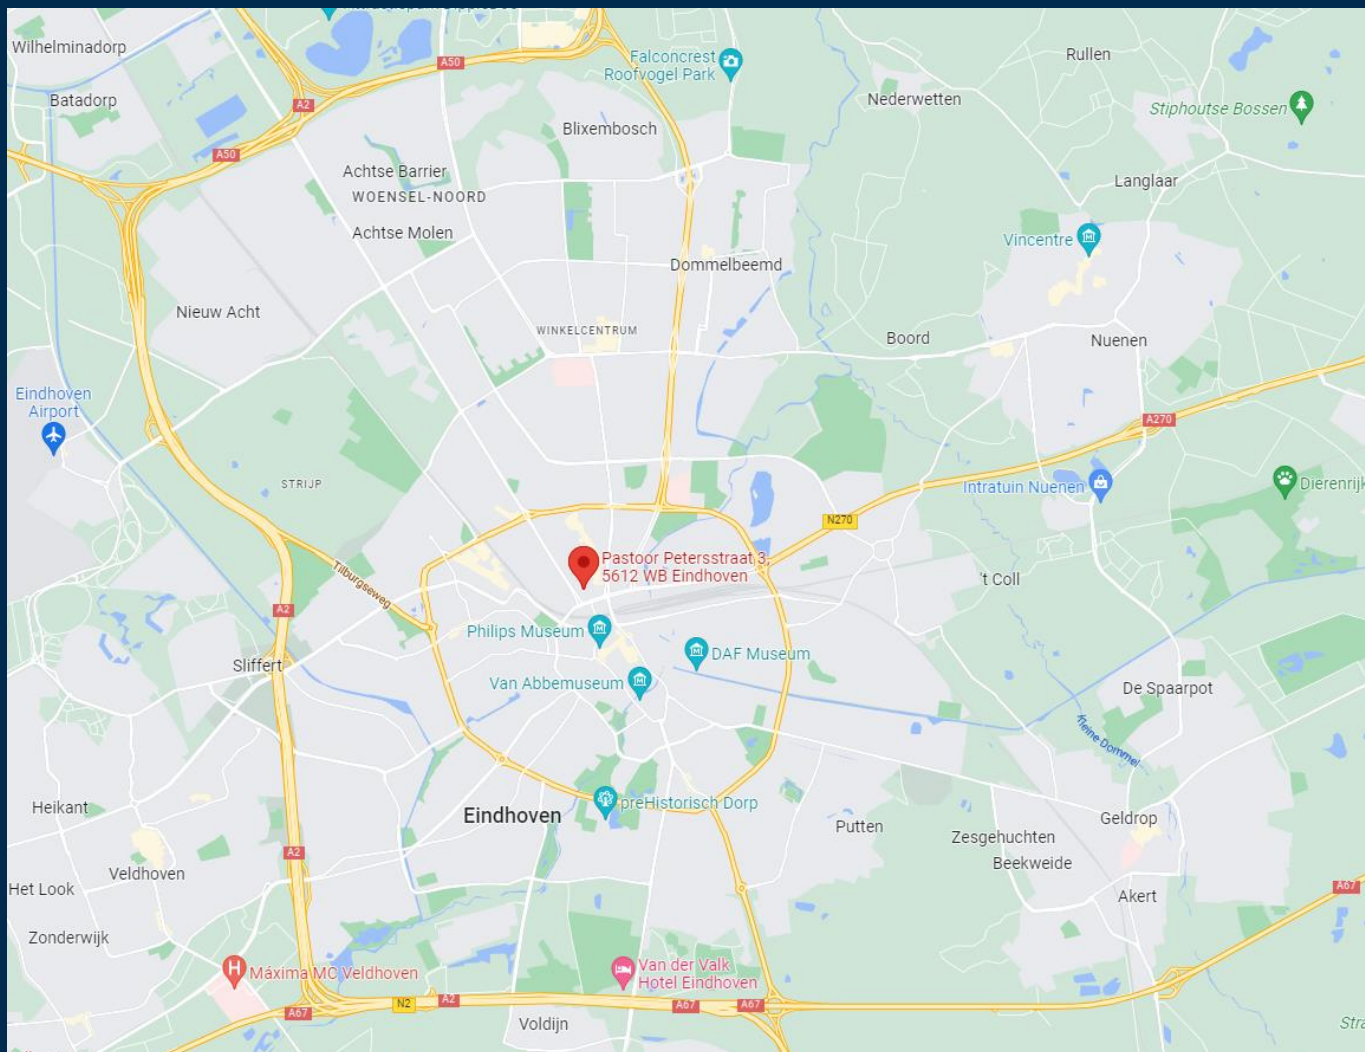 Wilhelminadorp
A50
Falconcrest
Roofvogel Park
Rullen
Batadorp
A2
Nederwetten
Stiphoutse Bossen
Blixembosch
A50
Achtse Barrier
WOENSEL-NOORD
Langlaar
Achtse Molen
Vincentre
Dommelbeemd
Nieuw Acht
WINKELCENTRUM
Boord
Nuenen
Eindhoven
Airport
A270
STRIJP
Intratuin Nuenen
Dierenrijk
N270
Pastoor Petersstraat 3,
5612 WB Eindhoven
Tilburgseweg
't Coll
A2
Philips Museum
DAF Museum
Sliffert
Van Abbemuseum
De Spaarpot
Kleine Dommel
Heikant
preHistorisch Dorp
Eindhoven
Geldrop
Putten
Zesgehuchten
A2
Beekweide
Veldhoven
Het Look
A67
Akert
Zonderwijk
Máxima MC Veldhoven
Van der Valk
Hotel Eindhoven
A67
N2
A2
A67
A67
Voldijn
Stra